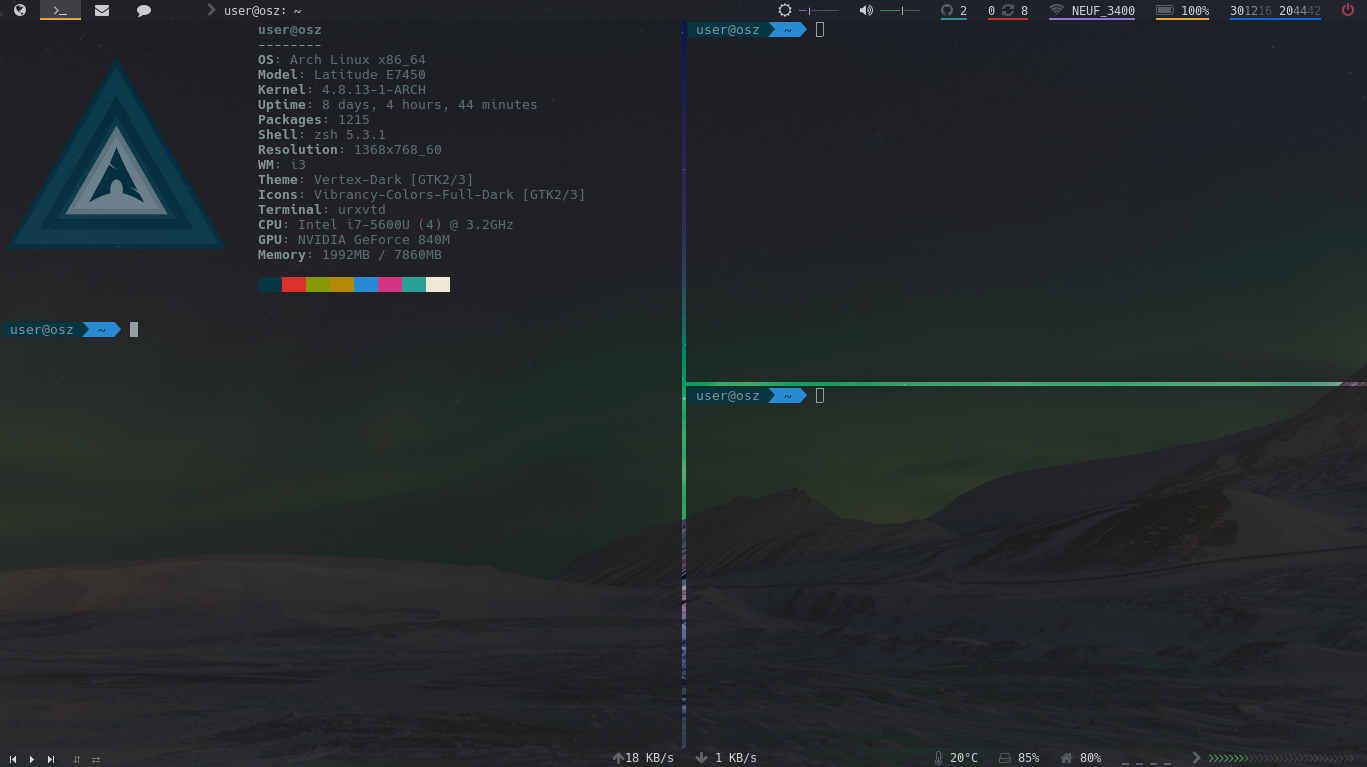 >_ user@osz: ~ 2 0 8 NEUF_3400 100% 301216 204442
user@osz
--------
OS: Arch Linux x86_64
Model: Latitude E7450
Kernel: 4.8.13-1-ARCH
Uptime: 8 days, 4 hours, 44 minutes
Packages: 1215
Shell: zsh 5.3.1
Resolution: 1368x768_60
WM: i3
Theme: Vertex-Dark [GTK2/3]
Icons: Vibrancy-Colors-Full-Dark [GTK2/3]
Terminal: urxvtd
CPU: Intel i7-5600U (4) @ 3.2GHz
GPU: NVIDIA GeForce 840M
Memory: 1992MB / 7860MB
user@osz ~
user@osz ~
user@osz ~
18 KB/s 1 KB/s 20°C 85% 80%